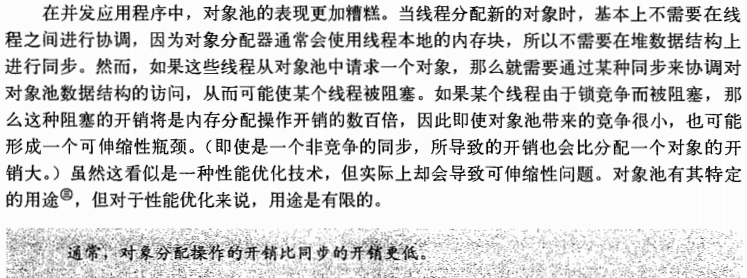 在并发应用程序中，对象池的表现更加糟糕。当线程分配新的对象时，基本上不需要在线
程之间进行协调，因为对象分配器通常会使用线程本地的内存块，所以不需要在堆数据结构上
进行同步。然而，如果这些线程从对象池中请求一个对象，那么就需要通过某种同步来协调对
对象池数据结构的访问，从而可能使某个线程被阻塞。如果某个线程由于锁竞争而被阻塞，那
么这种阻塞的开销将是内存分配操作开销的数百倍，因此即使对象池带来的竞争很小，也可能
形成一个可伸缩性瓶颈。（即使是一个非竞争的同步，所导致的开销也会比分配一个对象的开
销大。）虽然这看似是一种性能优化技术，但实际上却会导致可伸缩性问题。对象池有其特定
的用途㊂，但对于性能优化来说，用途是有限的。
通常，对象分配操作的开销比同步的开销更低。